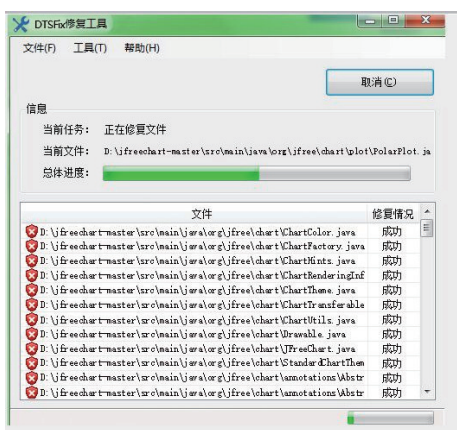 DTSFix修复工具
文件(F) 工具(T) 帮助(H)
取消(C)
信息
当前任务: 正在修复文件
当前文件: D:\jfreechart-master\src\main\java\org\jfree\chart\plot\PolarPlot.ja
总体进度:
文件 修复情况
D:\jfreechart-master\src\main\java\org\jfree\chart\ChartColor.java 成功
D:\jfreechart-master\src\main\java\org\jfree\chart\ChartFactory.java 成功
D:\jfreechart-master\src\main\java\org\jfree\chart\ChartHints.java 成功
D:\jfreechart-master\src\main\java\org\jfree\chart\ChartRenderingInf 成功
D:\jfreechart-master\src\main\java\org\jfree\chart\ChartTheme.java 成功
D:\jfreechart-master\src\main\java\org\jfree\chart\ChartTransferable 成功
D:\jfreechart-master\src\main\java\org\jfree\chart\ChartUtils.java 成功
D:\jfreechart-master\src\main\java\org\jfree\chart\Drawable.java 成功
D:\jfreechart-master\src\main\java\org\jfree\chart\JFreeChart.java 成功
D:\jfreechart-master\src\main\java\org\jfree\chart\StandardChartThem 成功
D:\jfreechart-master\src\main\java\org\jfree\chart\annotations\Abstr 成功
D:\jfreechart-master\src\main\java\org\jfree\chart\annotations\Abstr 成功